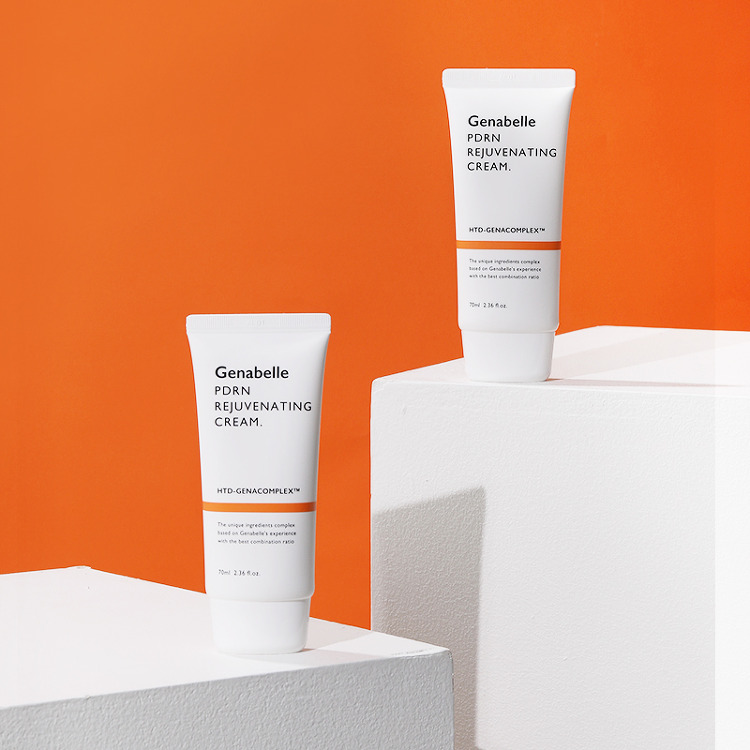 Genabelle
PDRN
REJUVENATING
CREAM.
HTD-GENACOMPLEX™
The unique ingredients complex
based on Genabelle's experience
with the best combination ratio
70ml 2.36 fl.oz.
Genabelle
PDRN
REJUVENATING
CREAM.
HTD-GENACOMPLEX™
The unique ingredients complex
based on Genabelle's experience
with the best combination ratio
70ml 2.36 fl.oz.